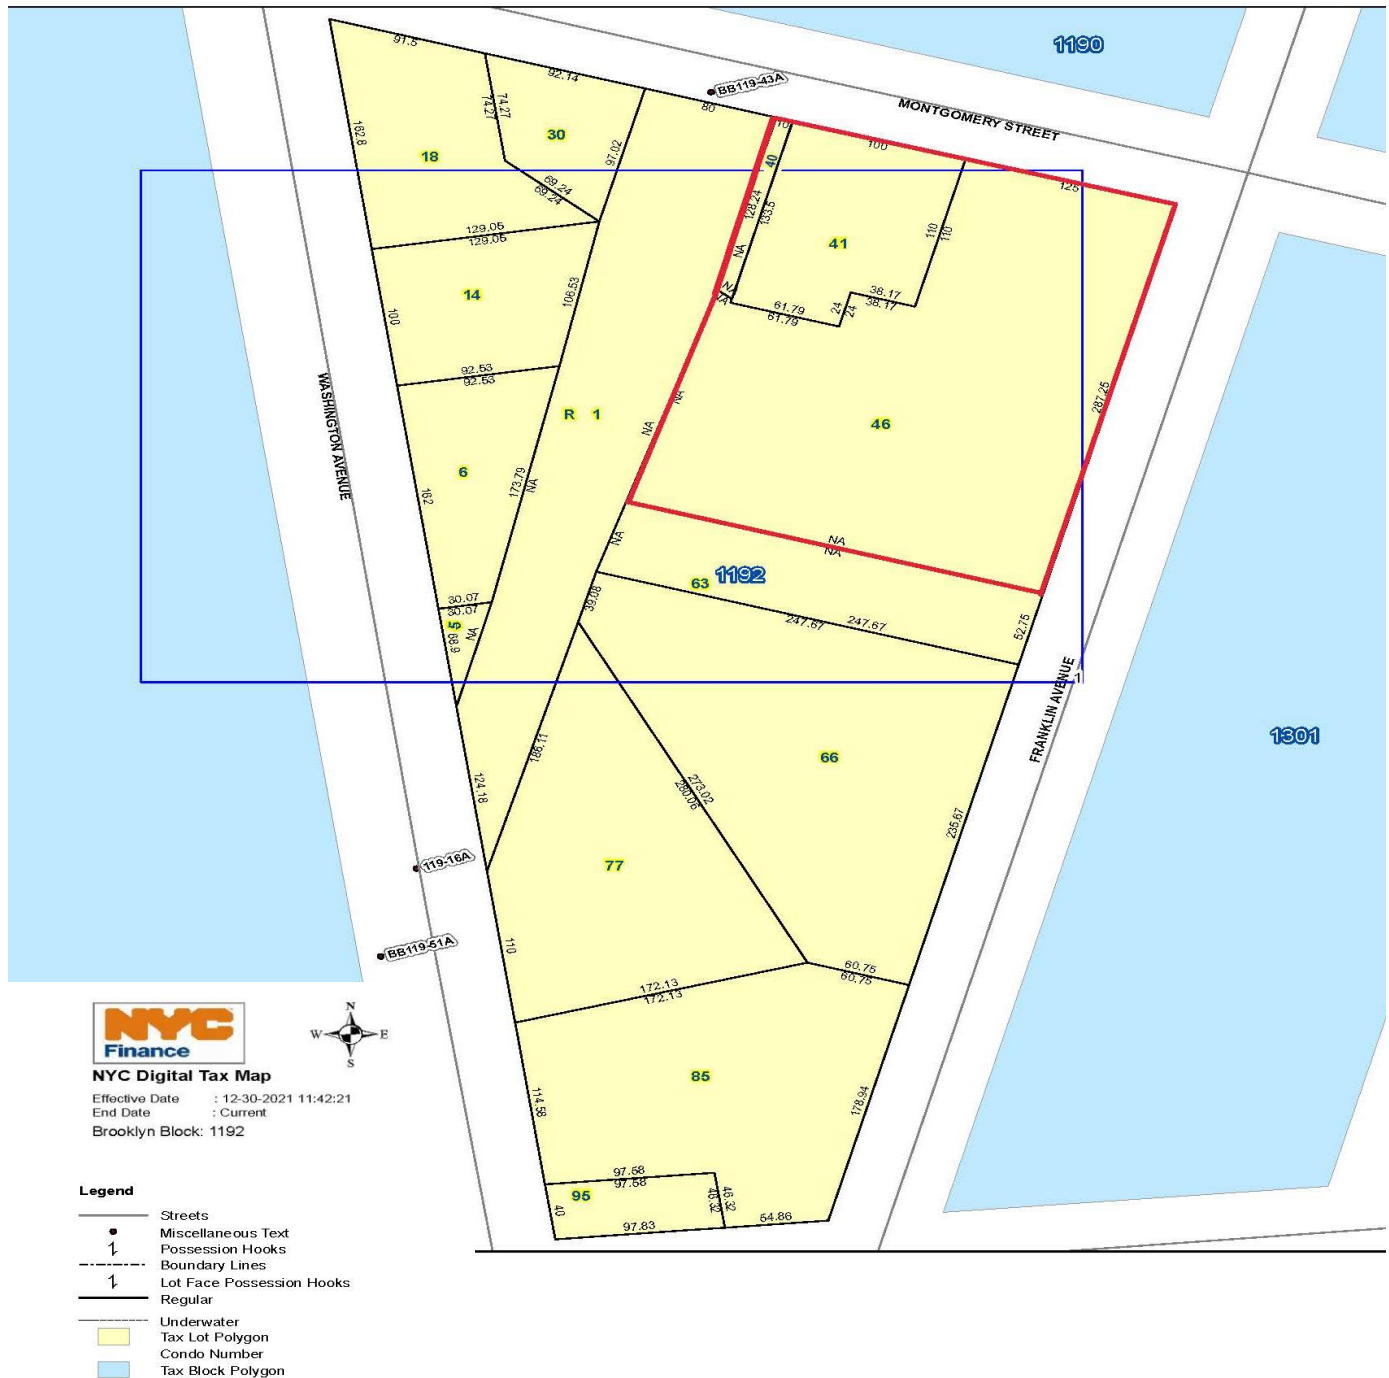 1190
BB119-43A
MONTGOMERY STREET
91.5
92.14
80
10
100
125
162.8
74.27
74.27
30
18
97.02
40
128.24
133.5
NA
69.24
69.24
129.05
129.05
41
110
110
14
106.53
NA
NA
38.17
38.17
61.79
61.79
24
24
100
92.53
92.53
WASHINGTON AVENUE
R 1
NA
NA
46
287.25
6
162
173.79
NA
NA
NA
NA
63
1192
30.07
30.07
5
68.9
NA
39.08
247.67
247.67
52.75
1
FRANKLIN AVENUE
1301
186.11
124.18
66
273.02
280.06
235.67
77
119-16A
BB119-51A
110
60.75
60.75
172.13
172.13
85
114.58
178.94
97.58
97.58
95
46.32
46.32
40
97.83
54.86
NYC
Finance
N
W E
S
NYC Digital Tax Map
Effective Date : 12-30-2021 11:42:21
End Date : Current
Brooklyn Block: 1192
Legend
Streets
Miscellaneous Text
1 Possession Hooks
Boundary Lines
1 Lot Face Possession Hooks
Regular
Underwater
Tax Lot Polygon
Condo Number
Tax Block Polygon